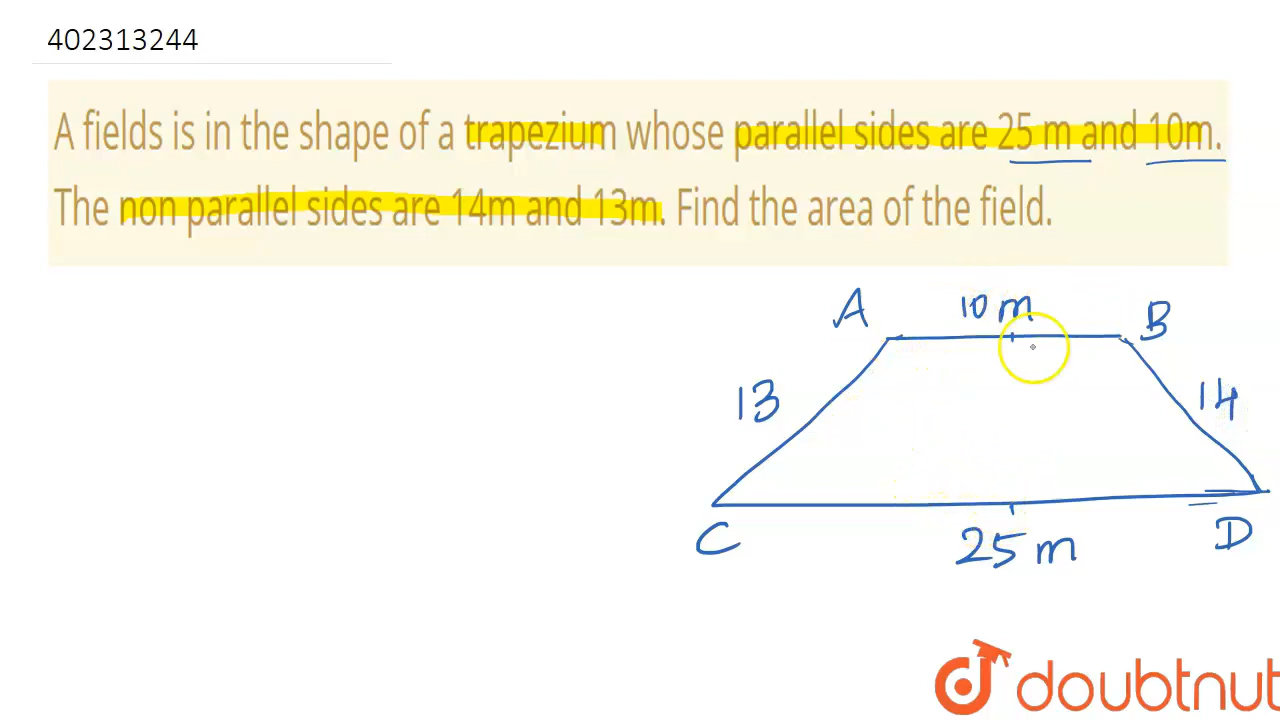 402313244
A fields is in the shape of a trapezium whose parallel sides are 25 m and 10m.
The non parallel sides are 14m and 13m. Find the area of the field.
A 10 m B
13 14
C 25 m D
doubtnut